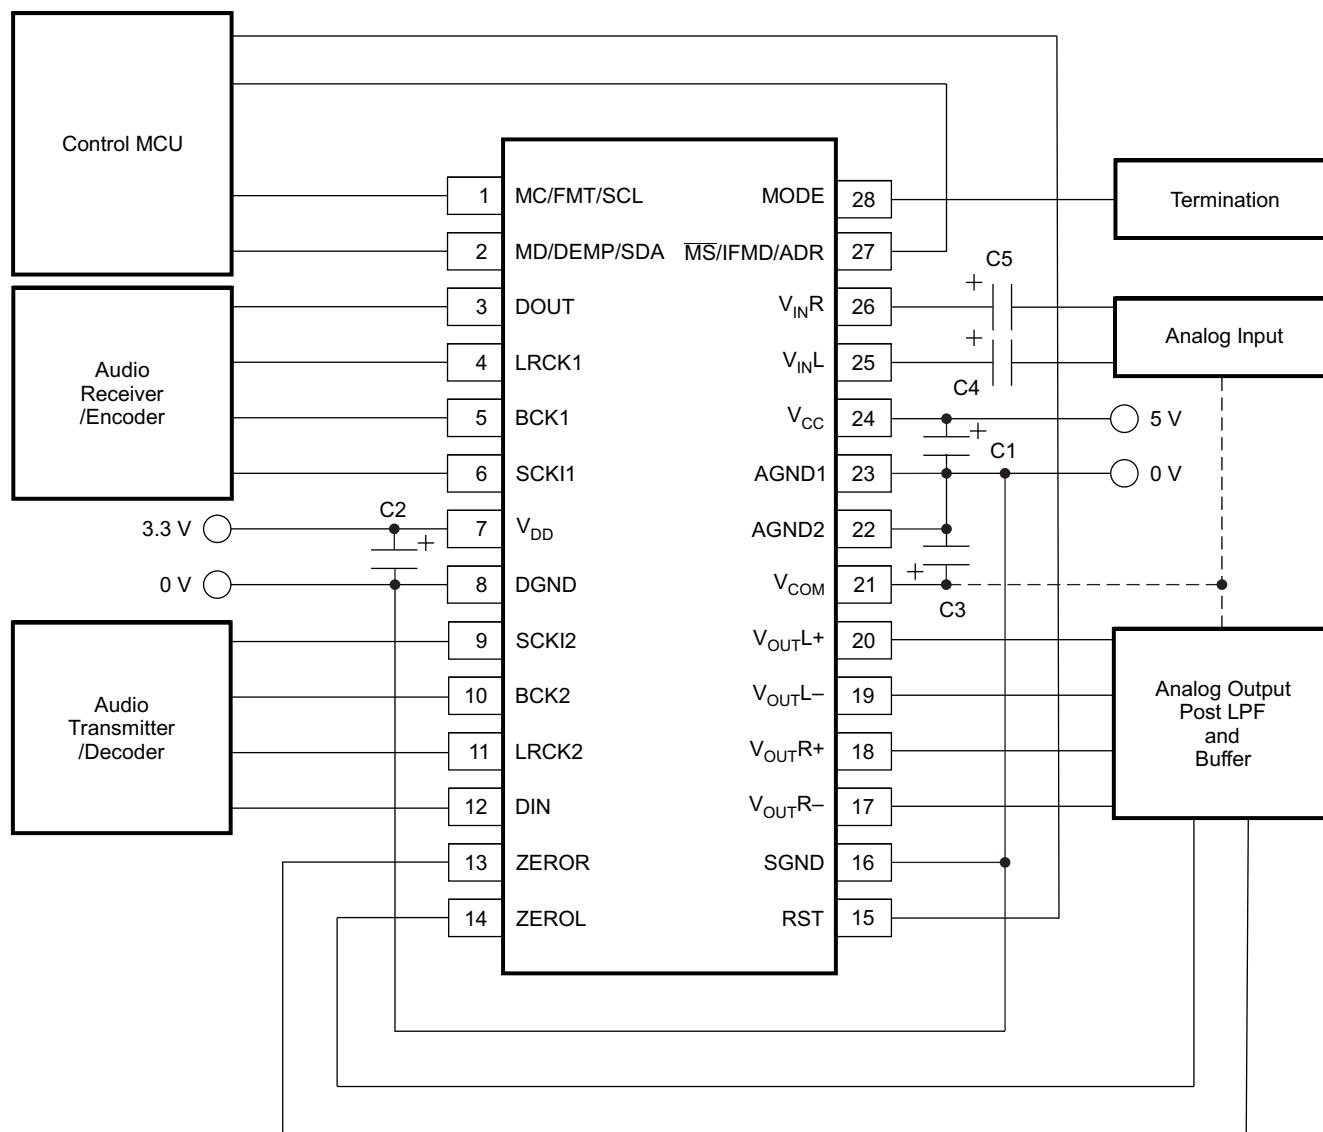 Control MCU
Termination
1 MC/FMT/SCL MODE 28
2 MD/DEMP/SDA MS/IFMD/ADR 27
C5
+
3 DOUT VINR 26
Analog Input
+
4 LRCK1 VINL 25
Audio
Receiver
/Encoder
C4
5 BCK1 VCC 24 5 V
+
C1
6 SCKI1 AGND1 23 0 V
C2
3.3 V 7 VDD AGND2 22
+
+
0 V 8 DGND VCOM 21
C3
9 SCKI2 VOUTL+ 20
Audio
Transmitter
/Decoder
10 BCK2 VOUTL– 19
Analog Output
Post LPF
and
Buffer
11 LRCK2 VOUTR+ 18
12 DIN VOUTR– 17
13 ZEROR SGND 16
14 ZEROL RST 15